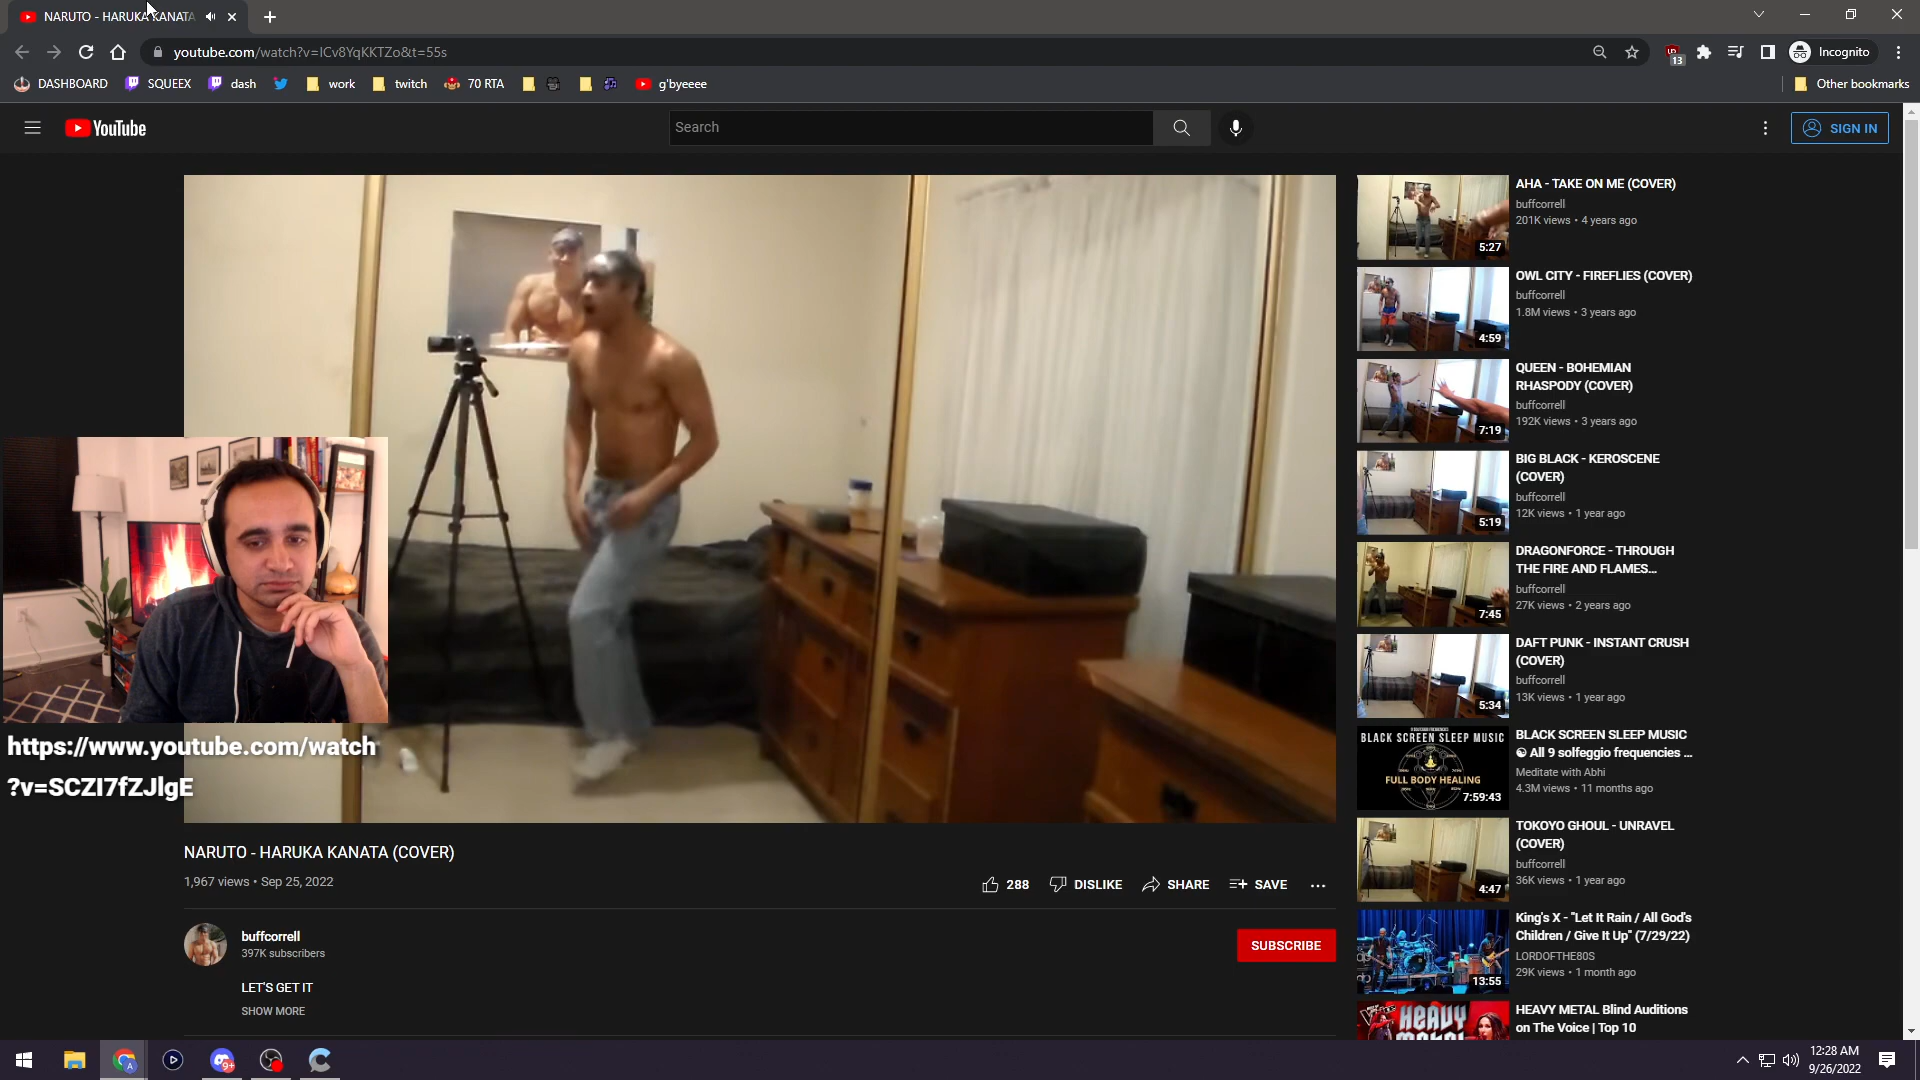 NARUTO - HARUKA KANATA
youtube.com/watch?v=ICv8YqKKTZo&t=55s
13
Incognito
DASHBOARD
SQUEEX
dash
work
twitch
70 RTA
g'byeeee
Other bookmarks
YouTube
Search
SIGN IN
AHA - TAKE ON ME (COVER)
buffcorrell
201K views • 4 years ago
5:27
OWL CITY - FIREFLIES (COVER)
buffcorrell
1.8M views • 3 years ago
4:59
QUEEN - BOHEMIAN
RHASPODY (COVER)
buffcorrell
192K views • 3 years ago
7:19
BIG BLACK - KEROSCENE
(COVER)
buffcorrell
12K views • 1 year ago
5:19
DRAGONFORCE - THROUGH
THE FIRE AND FLAMES...
buffcorrell
27K views • 2 years ago
7:45
DAFT PUNK - INSTANT CRUSH
(COVER)
buffcorrell
13K views • 1 year ago
5:34
BLACK SCREEN SLEEP MUSIC
FULL BODY HEALING
7:59:43
BLACK SCREEN SLEEP MUSIC
☯ All 9 solfeggio frequencies ...
Meditate with Abhi
4.3M views • 11 months ago
TOKOYO GHOUL - UNRAVEL
(COVER)
buffcorrell
36K views • 1 year ago
4:47
King's X - "Let It Rain / All God's
Children / Give It Up" (7/29/22)
LORDOFTHE80S
29K views • 1 month ago
13:55
HEAVY METAL Blind Auditions
on The Voice | Top 10
HEAVY
https://www.youtube.com/watch
?v=SCZI7fZJlgE
NARUTO - HARUKA KANATA (COVER)
1,967 views • Sep 25, 2022
288
DISLIKE
SHARE
SAVE
buffcorrell
397K subscribers
SUBSCRIBE
LET'S GET IT
SHOW MORE
9+
12:28 AM
9/26/2022